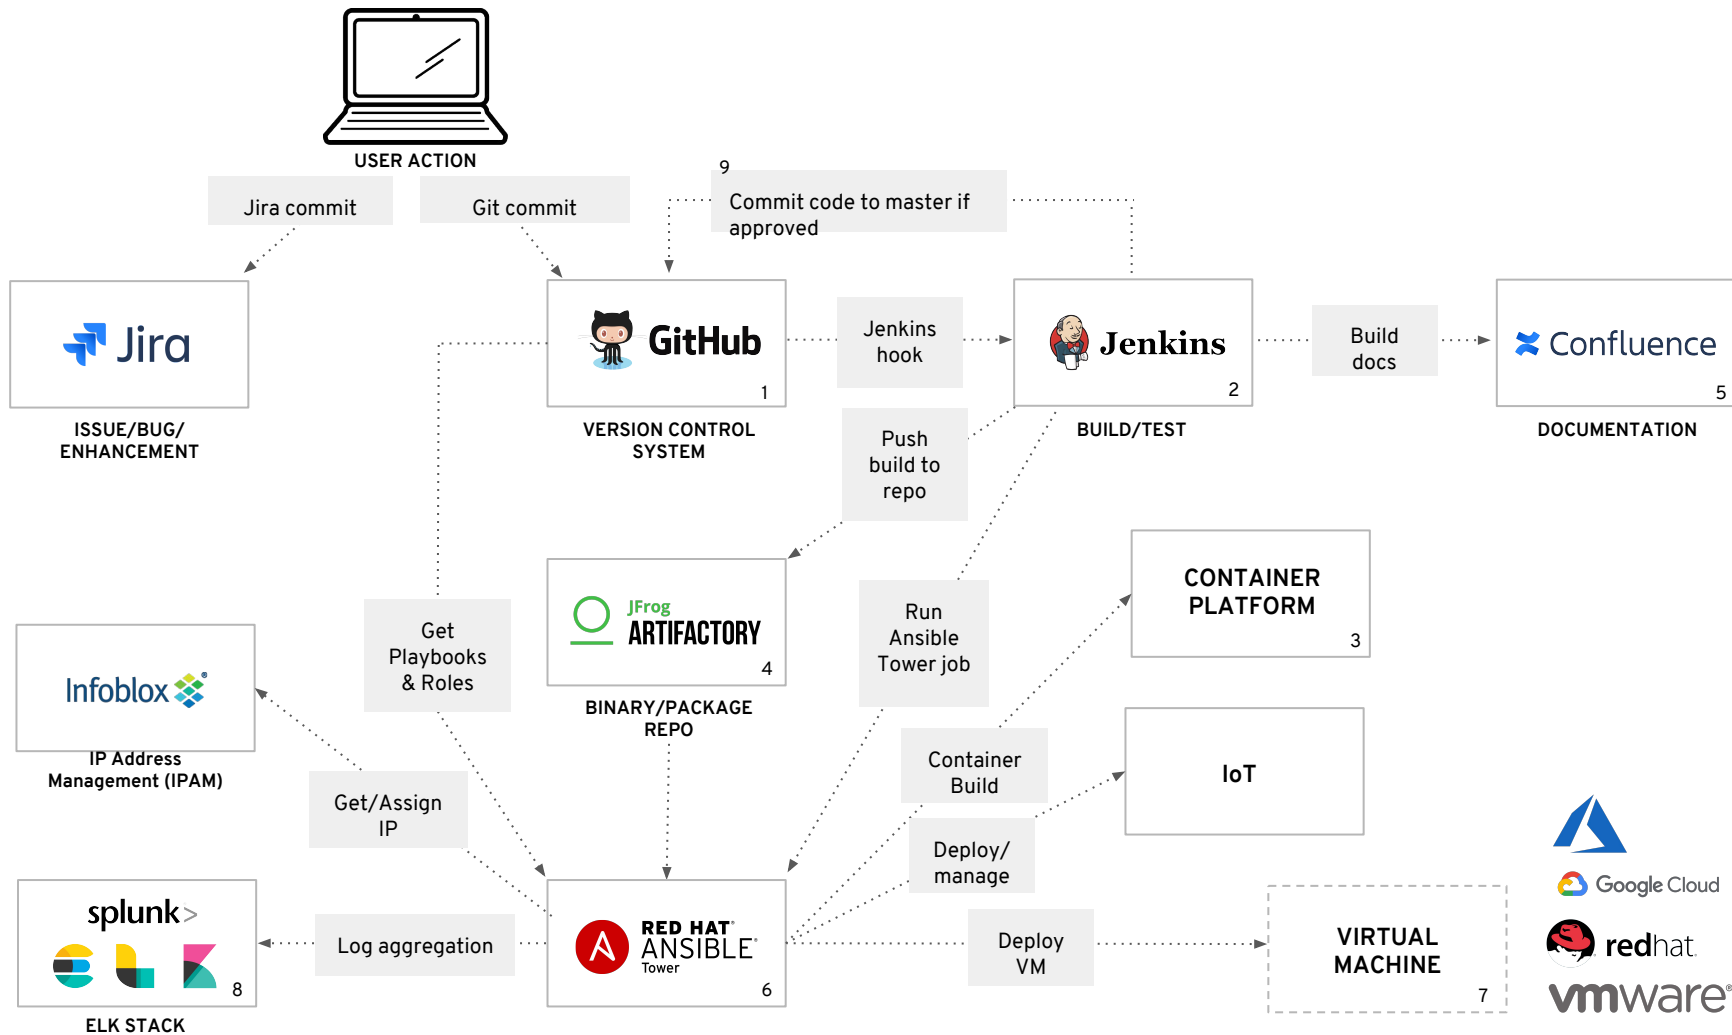 USER ACTION
9
Jira commit
Git commit
Commit code to master if
approved
Jira
GitHub
1
Jenkins
hook
Jenkins
2
Build
docs
Confluence
5
ISSUE/BUG/
ENHANCEMENT
VERSION CONTROL
SYSTEM
Push
build to
repo
BUILD/TEST
DOCUMENTATION
JFrog
ARTIFACTORY
4
BINARY/PACKAGE
REPO
Run
Ansible
Tower job
CONTAINER
PLATFORM
3
Get
Playbooks
& Roles
Infoblox®
IP Address
Management (IPAM)
Get/Assign
IP
Container
Build
IoT
Deploy/
manage
splunk>
8
ELK STACK
Log aggregation
RED HAT®
ANSIBLE®
Tower
6
Deploy
VM
VIRTUAL
MACHINE
7
Google Cloud
redhat.
vmware®